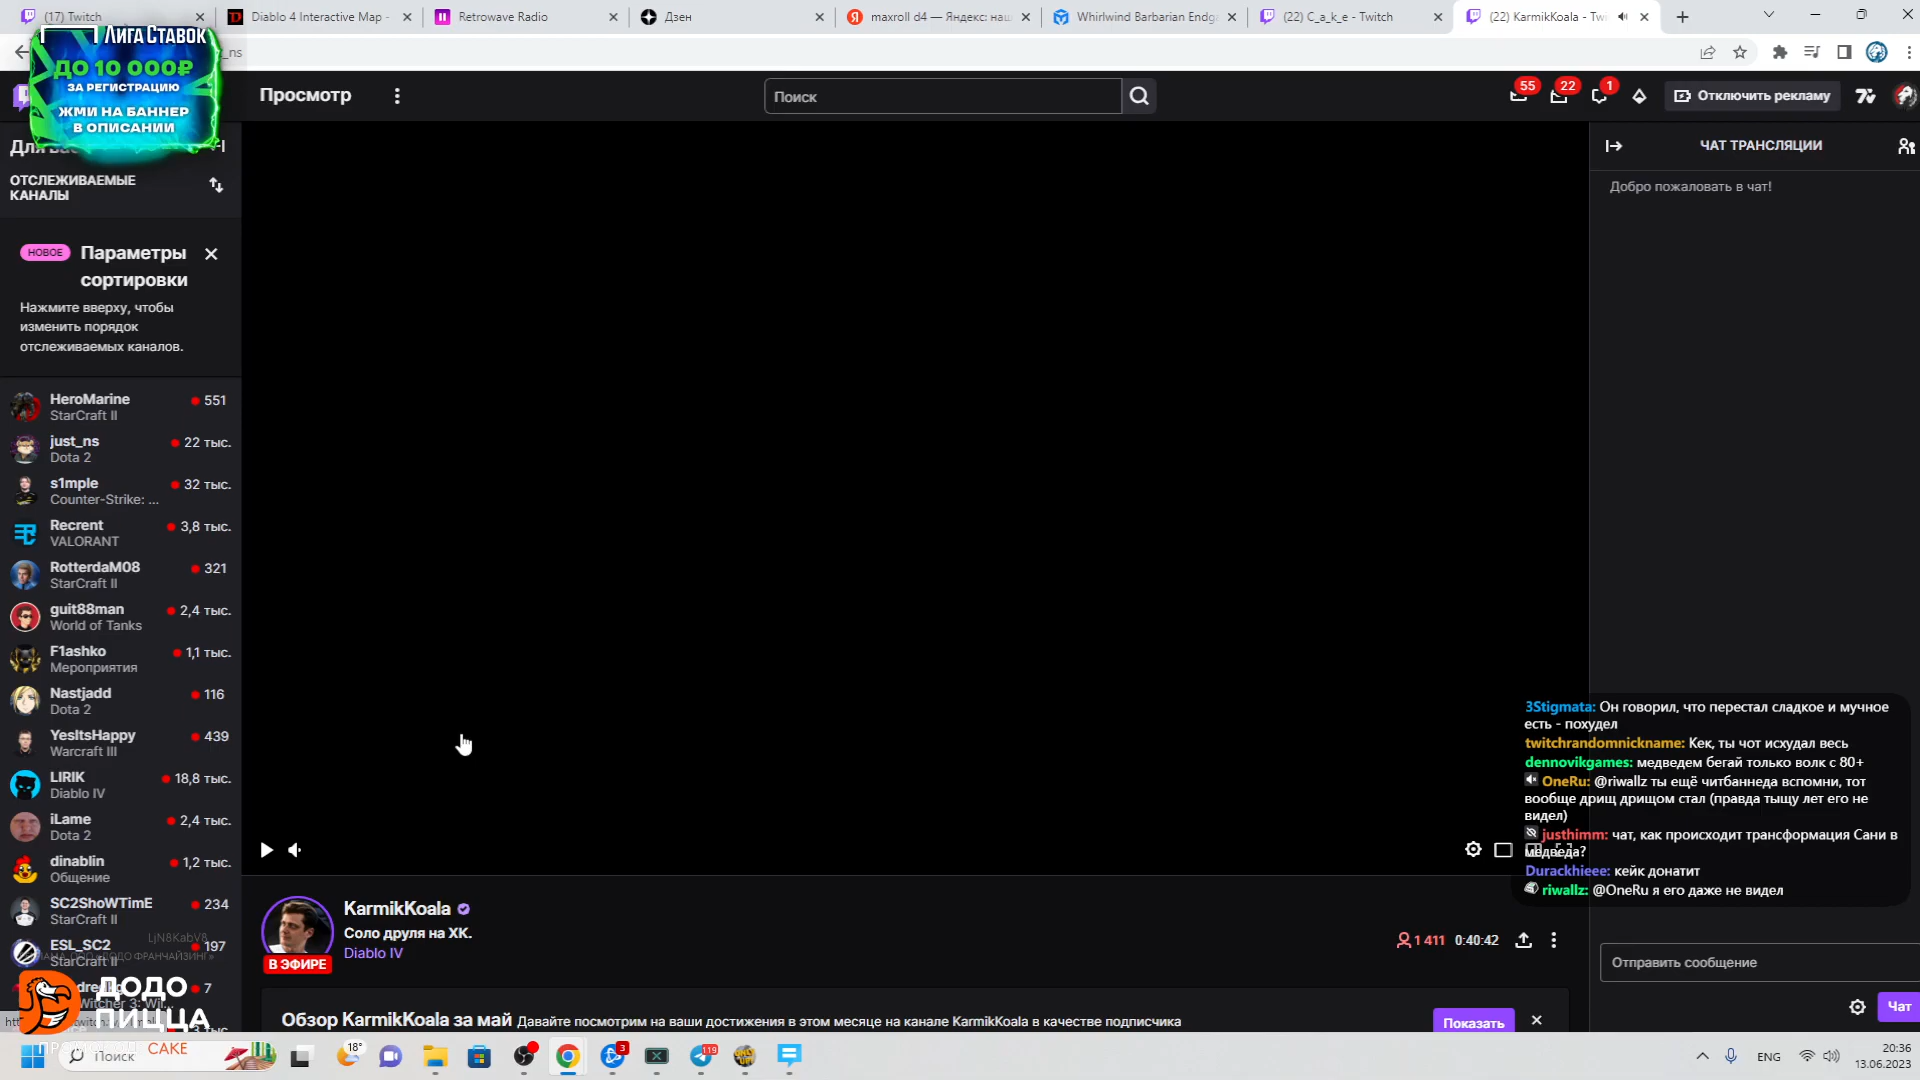 (17) Twitch
Diablo 4 Interactive Map -
Retrowave Radio
Дзен
maxroll d4 — Яндекс: наш
Whirlwind Barbarian Endg
(22) C_a_k_e - Twitch
(22) KarmikKoala - Twi
_ns
ЛИГА СТАВОК
ДО 10 000₽
ЗА РЕГИСТРАЦИЮ
ЖМИ НА БАННЕР
В ОПИСАНИИ
Просмотр
Поиск
55
22
1
Отключить рекламу
ОТСЛЕЖИВАЕМЫЕ
КАНАЛЫ
НОВОЕ
Параметры
сортировки
Нажмите вверху, чтобы
изменить порядок
отслеживаемых каналов.
HeroMarine
551
StarCraft II
just_ns
22 тыс.
Dota 2
s1mple
32 тыс.
Counter-Strike: ...
Recrent
3,8 тыс.
VALORANT
RotterdaM08
321
StarCraft II
guit88man
2,4 тыс.
World of Tanks
F1ashko
1,1 тыс.
Мероприятия
Nastjadd
116
Dota 2
YesItsHappy
439
Warcraft III
LIRIK
18,8 тыс.
Diablo IV
iLame
2,4 тыс.
Dota 2
dinablin
1,2 тыс.
Общение
SC2ShoWTimE
234
StarCraft II
ESL_SC2
197
StarCraft II
LjN8KabV8
7
ДОДО
ПИЦЦА
CAKE
ЧАТ ТРАНСЛЯЦИИ
Добро пожаловать в чат!
3Stigmata: Он говорил, что перестал сладкое и мучное
есть - похудел
twitchrandomnickname: Кек, ты чот исхудал весь
dennovikgames: медведем бегай только волк с 80+
OneRu: @riwallz ты ещё читбаннеда вспомни, тот
вообще дрищ дрищом стал (правда тыщу лет его не
видел)
justhimm: чат, как происходит трансформация Сани в
медведа?
Durackhieee: кейк донатит
riwallz: @OneRu я его даже не видел
KarmikKoala
Соло друля на ХК.
Diablo IV
В ЭФИРЕ
1 411
0:40:42
Обзор KarmikKoala за май Давайте посмотрим на ваши достижения в этом месяце на канале KarmikKoala в качестве подписчика
Показать
Отправить сообщение
Чат
Поиск
18°
3
119
ENG
20:36
13.06.2023